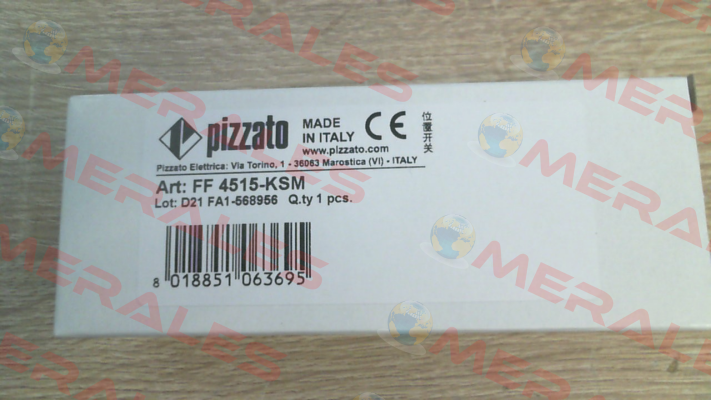 pizzato
MADE
IN ITALY
CE
www.pizzato.com
位置开关
Pizzato Elettrica: Via Torino, 1 - 36063 Marostica (VI) - ITALY
Art: FF 4515-KSM
Lot: D21 FA1-568956 Q.ty 1 pcs.
8 018851 063695
MERALES
MERALES
MERALES
MERALES
MERALES